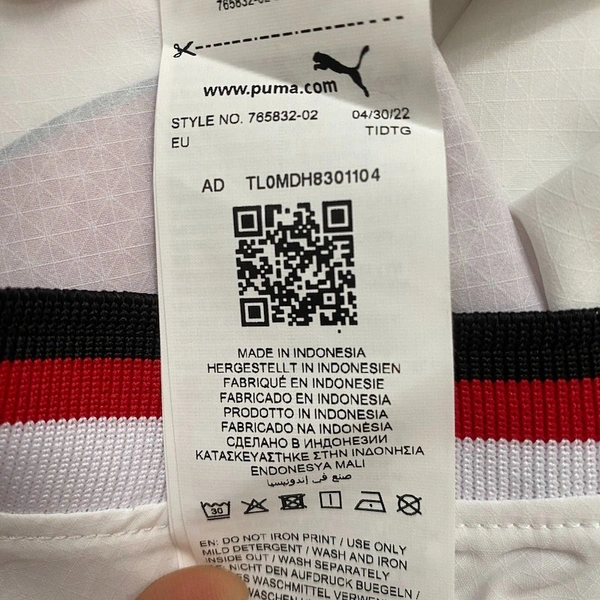 765832-02
www.puma.com
STYLE NO. 765832-02 04/30/22
EU TIDTG
AD TL0MDH8301104
MADE IN INDONESIA
HERGESTELLT IN INDONESIEN
FABRIQUÉ EN INDONESIE
FABRICADO EN INDONESIA
PRODOTTO IN INDONESIA
FABRICADO NA INDONÉSIA
СДЕЛАНО В ИНДОНЕЗИИ
ΚΑΤΑΣΚΕΥΑΣΤΗΚΕ ΣΤΗΝ ΙΝΔΟΝΗΣΙΑ
ENDONESYA MALI
صنع في إندونيسيا
30
EN: DO NOT IRON PRINT / USE ONLY
MILD DETERGENT / WASH AND IRON
INSIDE OUT / WASH SEPARATELY
NICHT DEN AUFDRUCK BUEGELN /
WASCHMITTEL